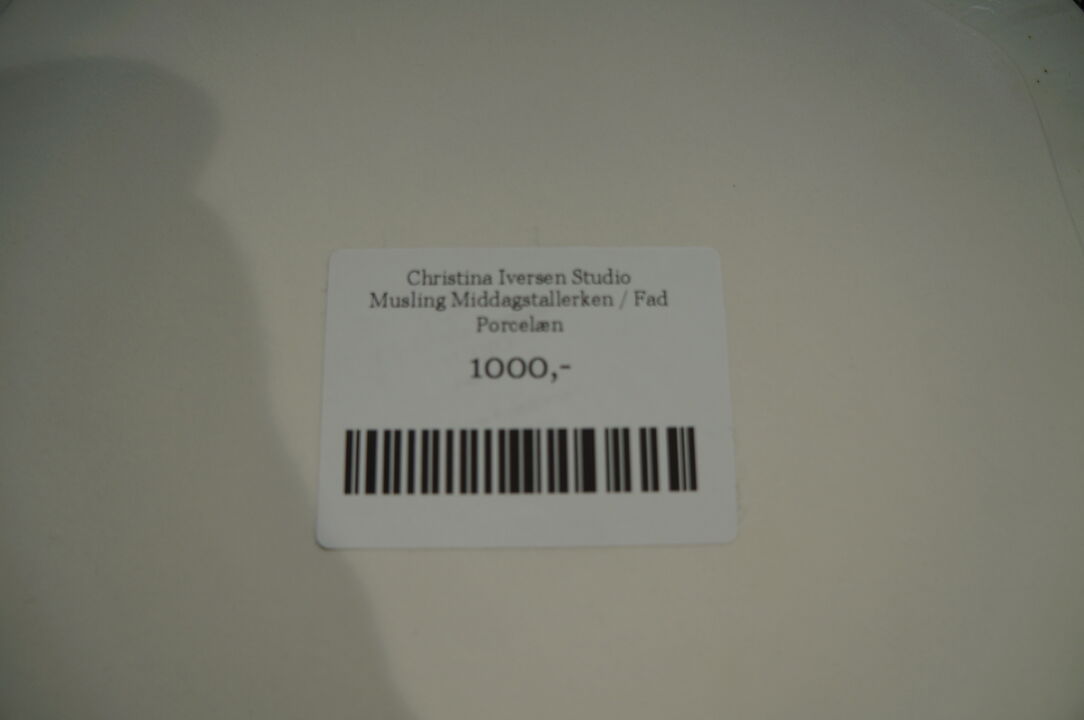 Christina Iversen Studio
Musling Middagstallerken / Fad
Porcelæn
1000,-